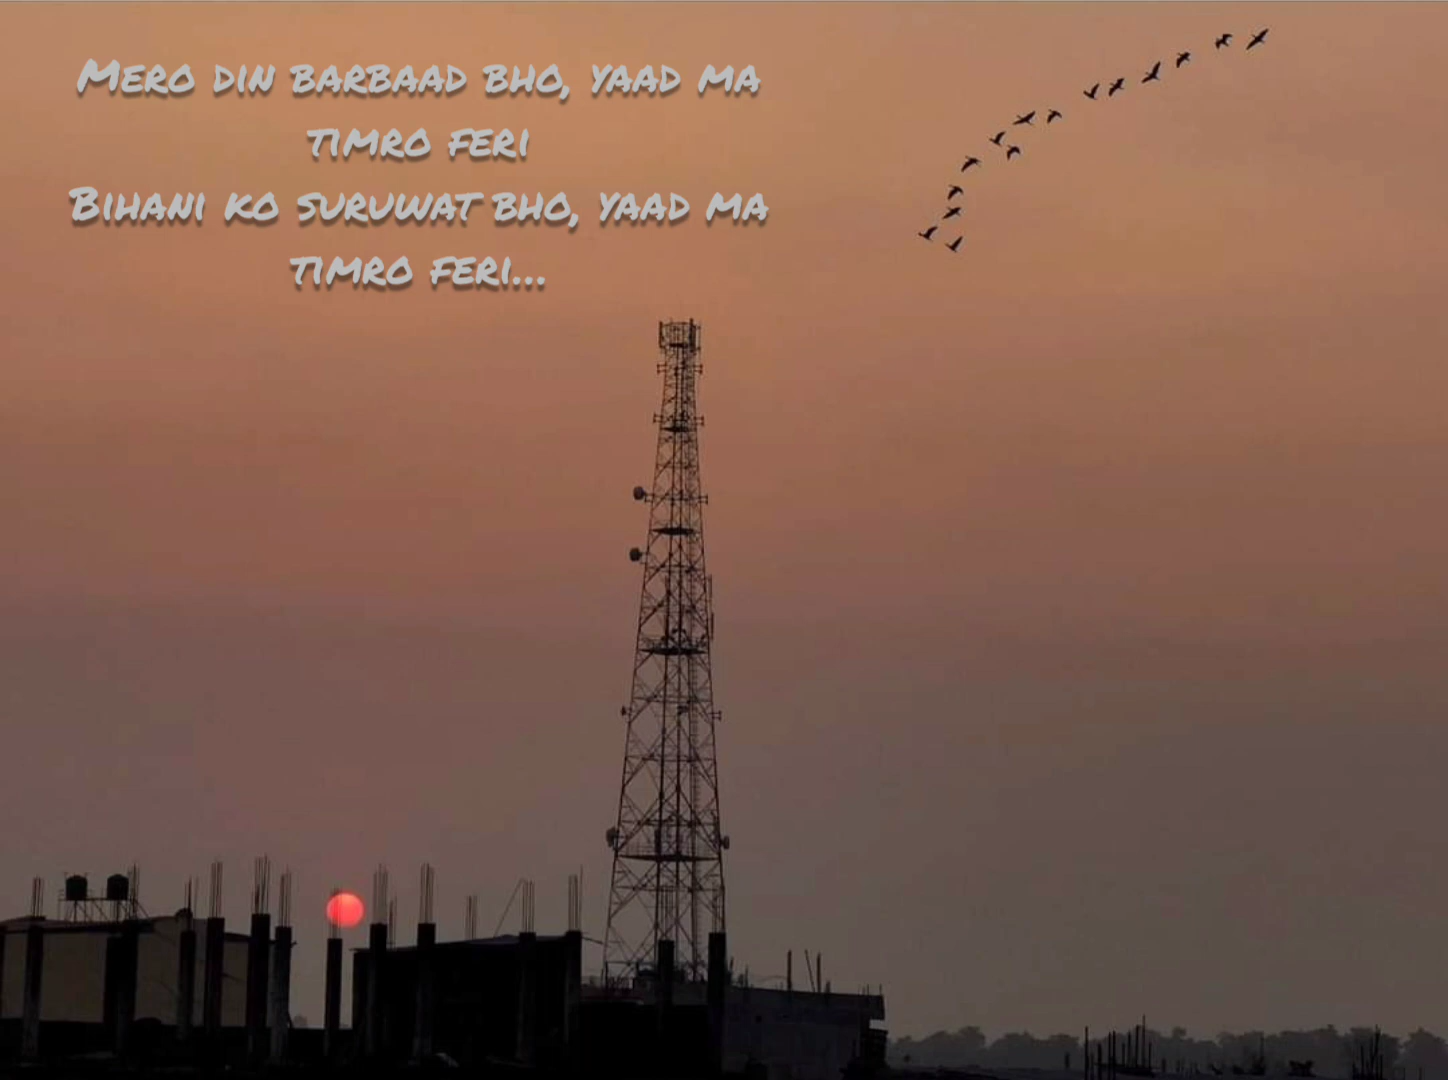 Mero din barbaad bho, yaad ma
timro feri
Bihani ko suruwat bho, yaad ma
timro feri...